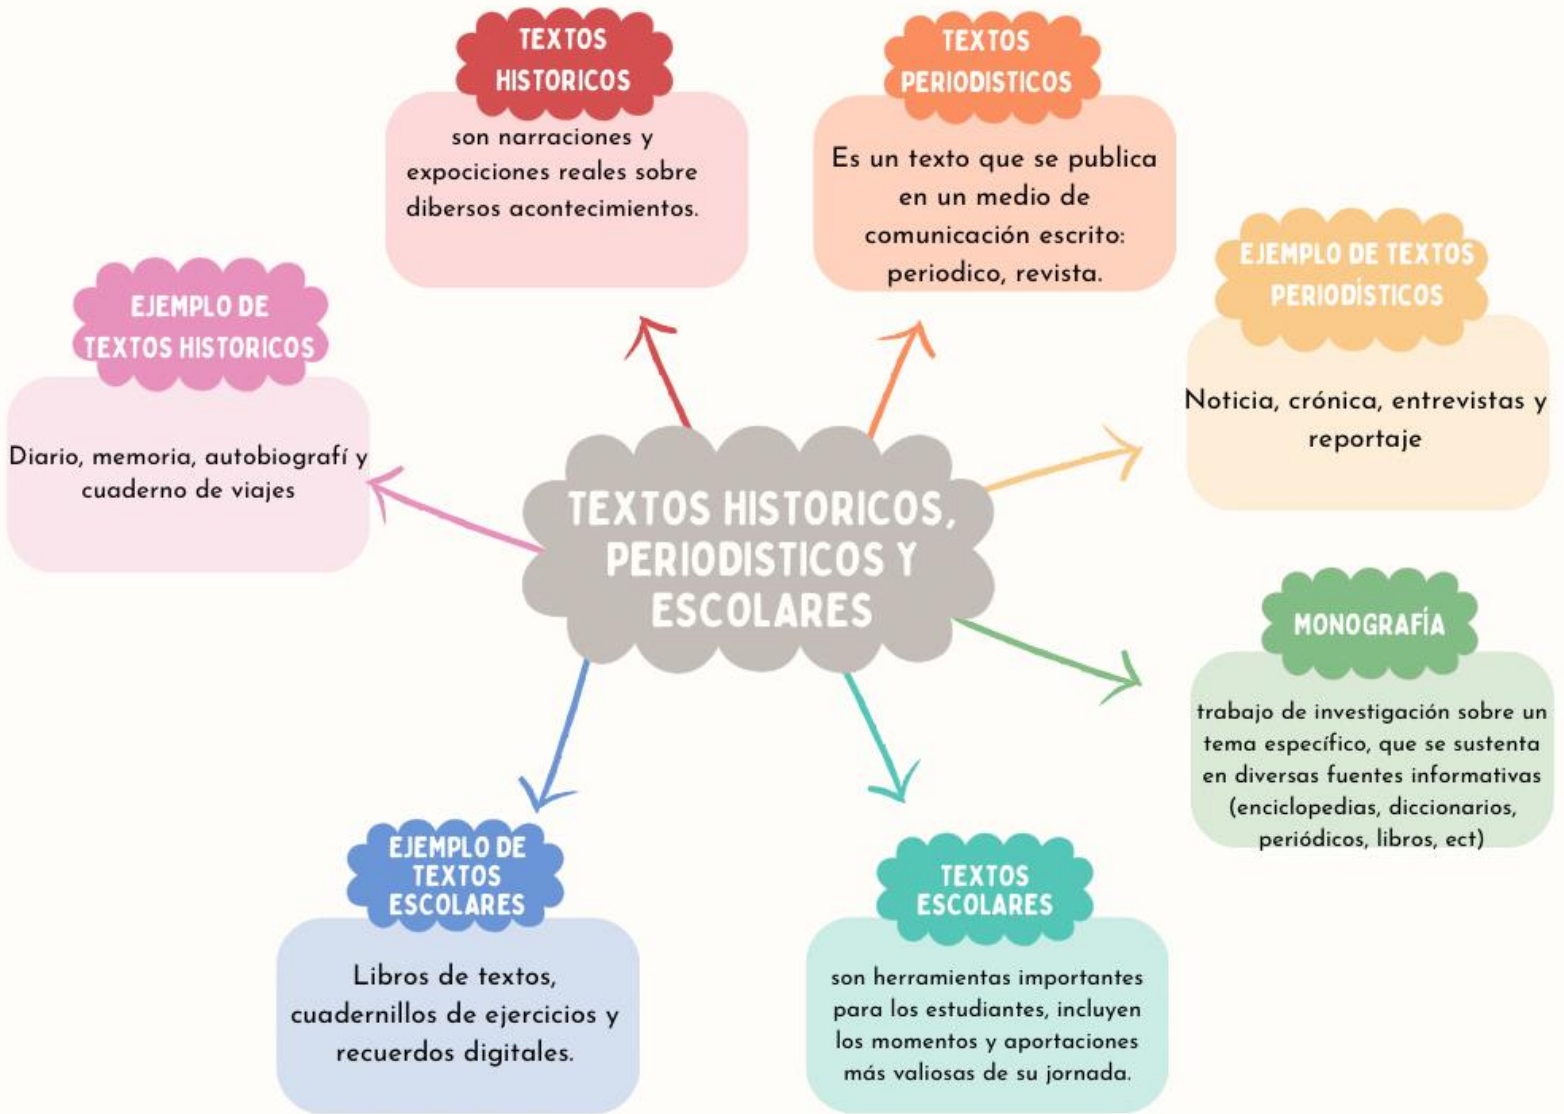 TEXTOS
HISTORICOS
son narraciones y
expociciones reales sobre
dibersos acontecimientos.
TEXTOS
PERIODISTICOS
Es un texto que se publica
en un medio de
comunicación escrito:
periodico, revista.
EJEMPLO DE TEXTOS
PERIODÍSTICOS
Noticia, crónica, entrevistas y
reportaje
EJEMPLO DE
TEXTOS HISTORICOS
Diario, memoria, autobiografí y
cuaderno de viajes
TEXTOS HISTORICOS,
PERIODISTICOS Y
ESCOLARES
MONOGRAFÍA
trabajo de investigación sobre un
tema específico, que se sustenta
en diversas fuentes informativas
(enciclopedias, diccionarios,
periódicos, libros, ect)
EJEMPLO DE
TEXTOS
ESCOLARES
Libros de textos,
cuadernillos de ejercicios y
recuerdos digitales.
TEXTOS
ESCOLARES
son herramientas importantes
para los estudiantes, incluyen
los momentos y aportaciones
más valiosas de su jornada.